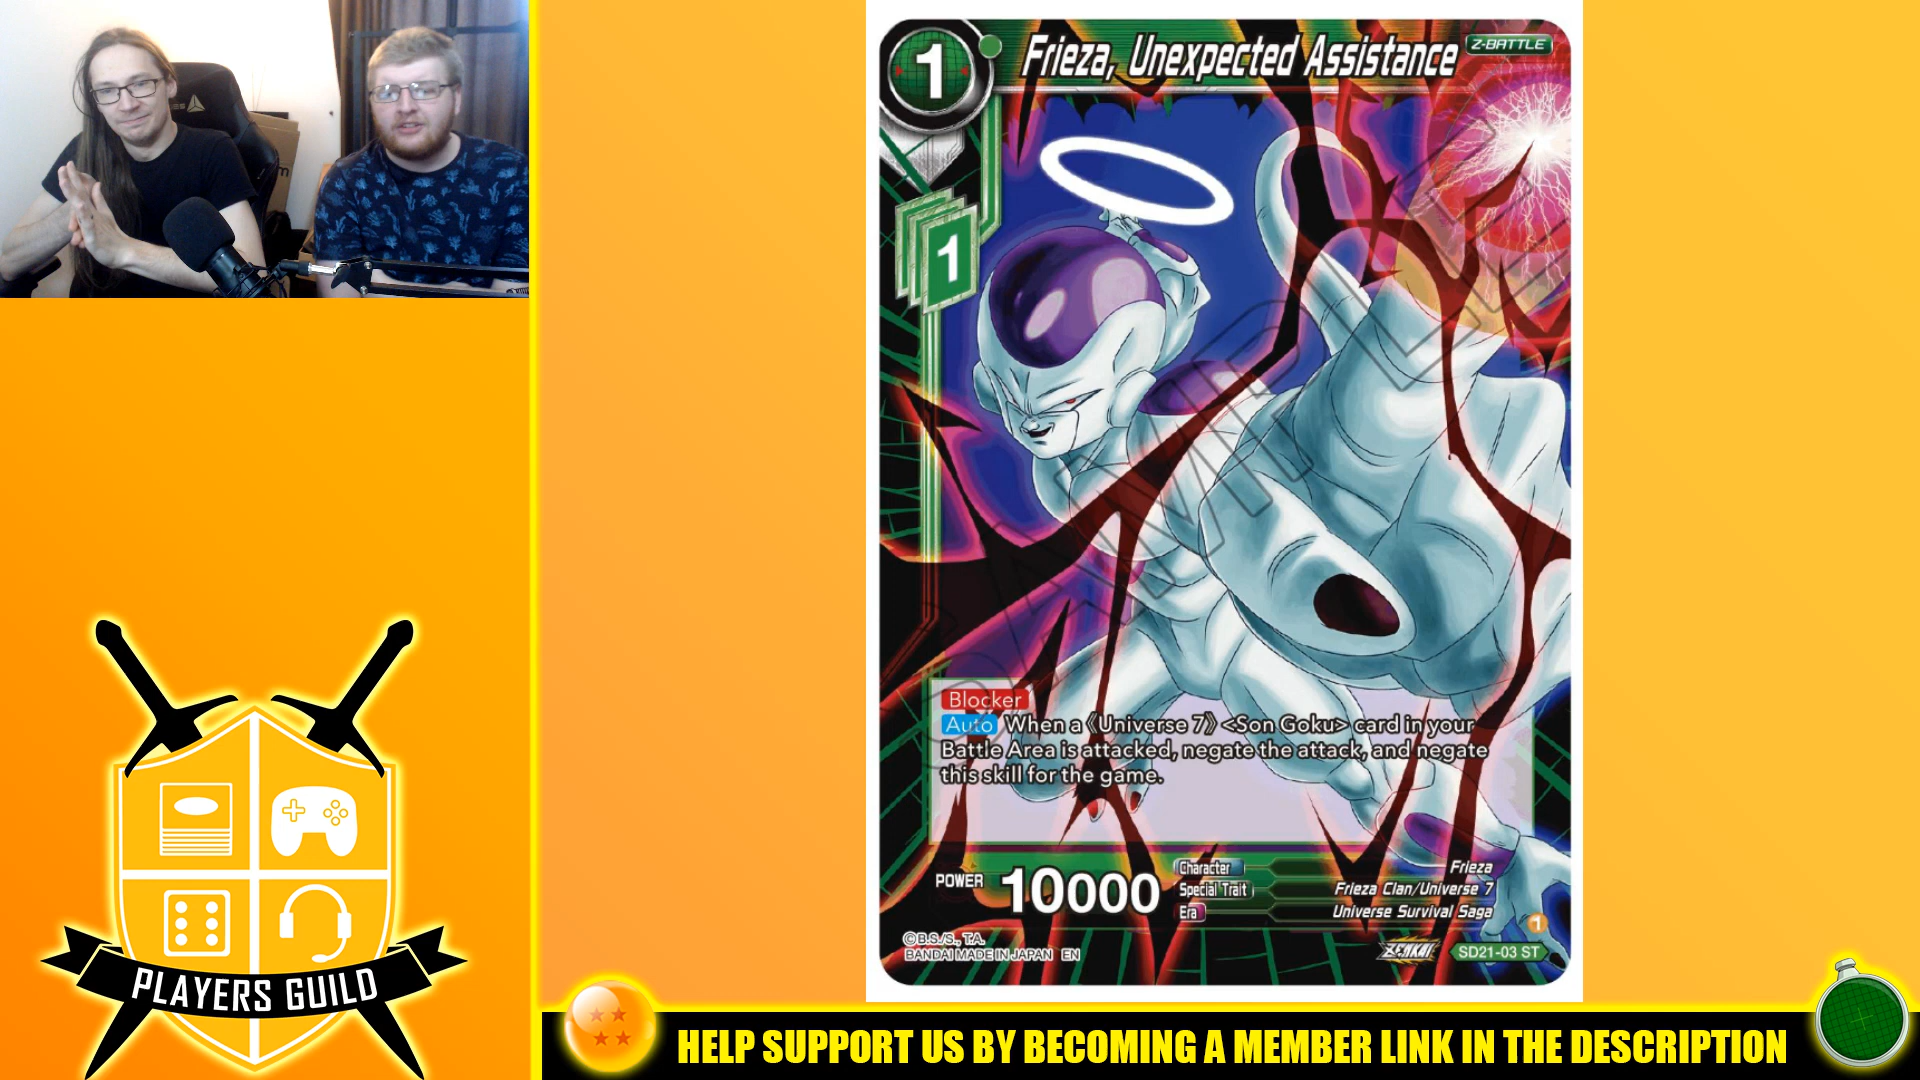 1
Frieza, Unexpected Assistance
Z-BATTLE
1
SAMPLE
Blocker
Auto When a《Universe 7》<Son Goku> card in your
Battle Area is attacked, negate the attack, and negate
this skill for the game.
POWER 10000
Character Frieza
Special Trait Frieza Clan/Universe 7
Era Universe Survival Saga
1
©B.S./S., T.A.
BANDAI MADE IN JAPAN EN
ZENKAI
SD21-03 ST
PLAYERS GUILD
HELP SUPPORT US BY BECOMING A MEMBER LINK IN THE DESCRIPTION